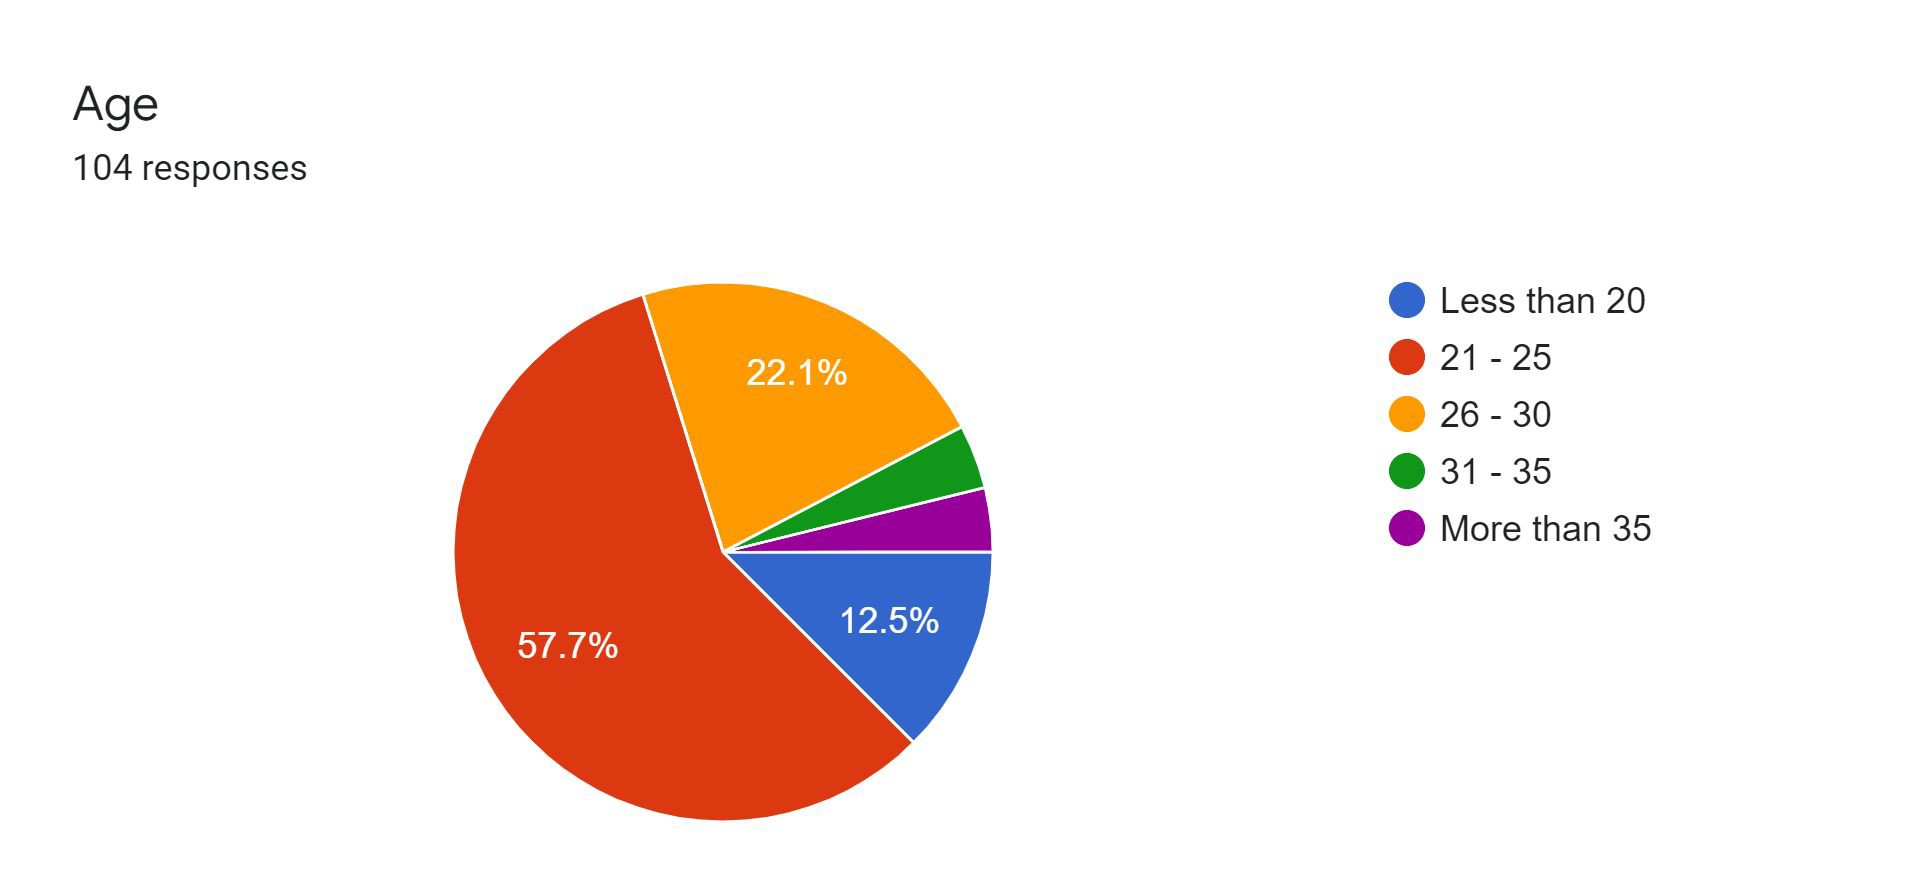 Age
104 responses
22.1%
57.7%
12.5%
Less than 20
21 - 25
26 - 30
31 - 35
More than 35